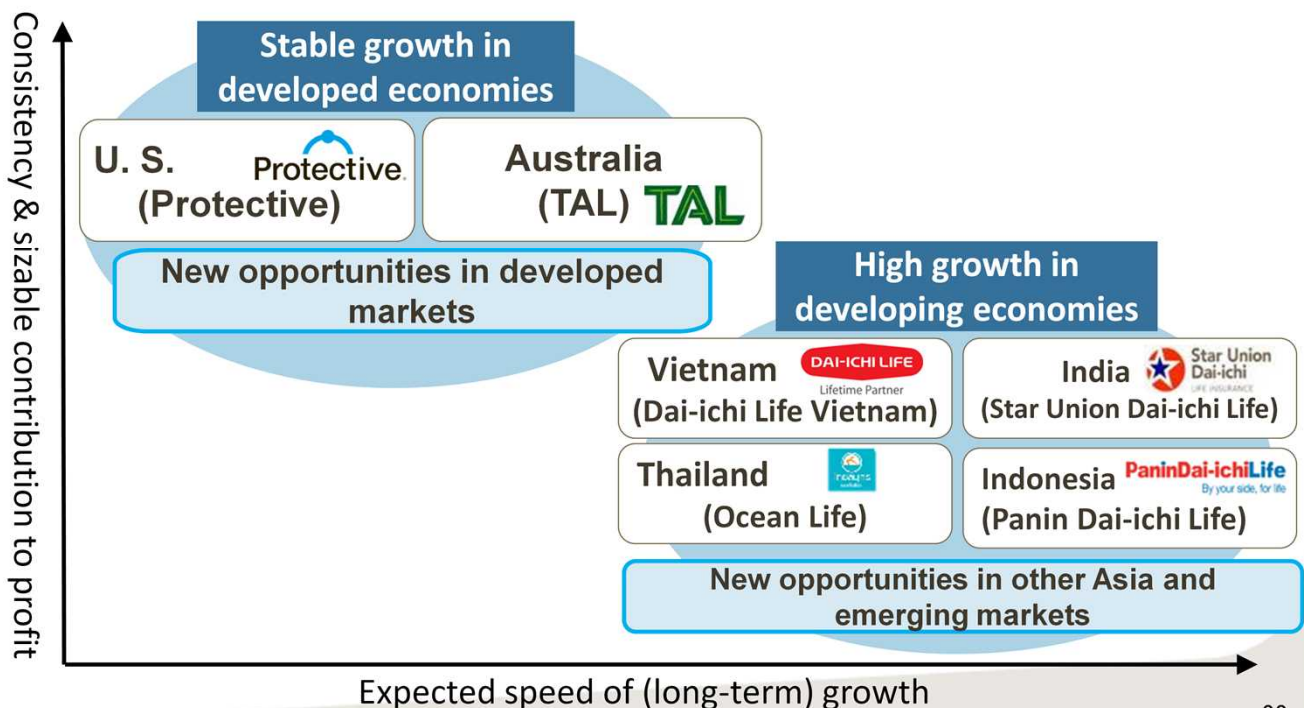 Consistency & sizable contribution to profit
Stable growth in
developed economies
U. S.
Protective
(Protective)
Australia
(TAL)
TAL
New opportunities in developed
markets
High growth in
developing economies
Vietnam
DAI-ICHI LIFE
Lifetime Partner
(Dai-ichi Life Vietnam)
India
Star Union
Dai-ichi
LIFE INSURANCE
(Star Union Dai-ichi Life)
Thailand
(Ocean Life)
Indonesia
PaninDai-ichiLife
By your side, for life
(Panin Dai-ichi Life)
New opportunities in other Asia and
emerging markets
Expected speed of (long-term) growth